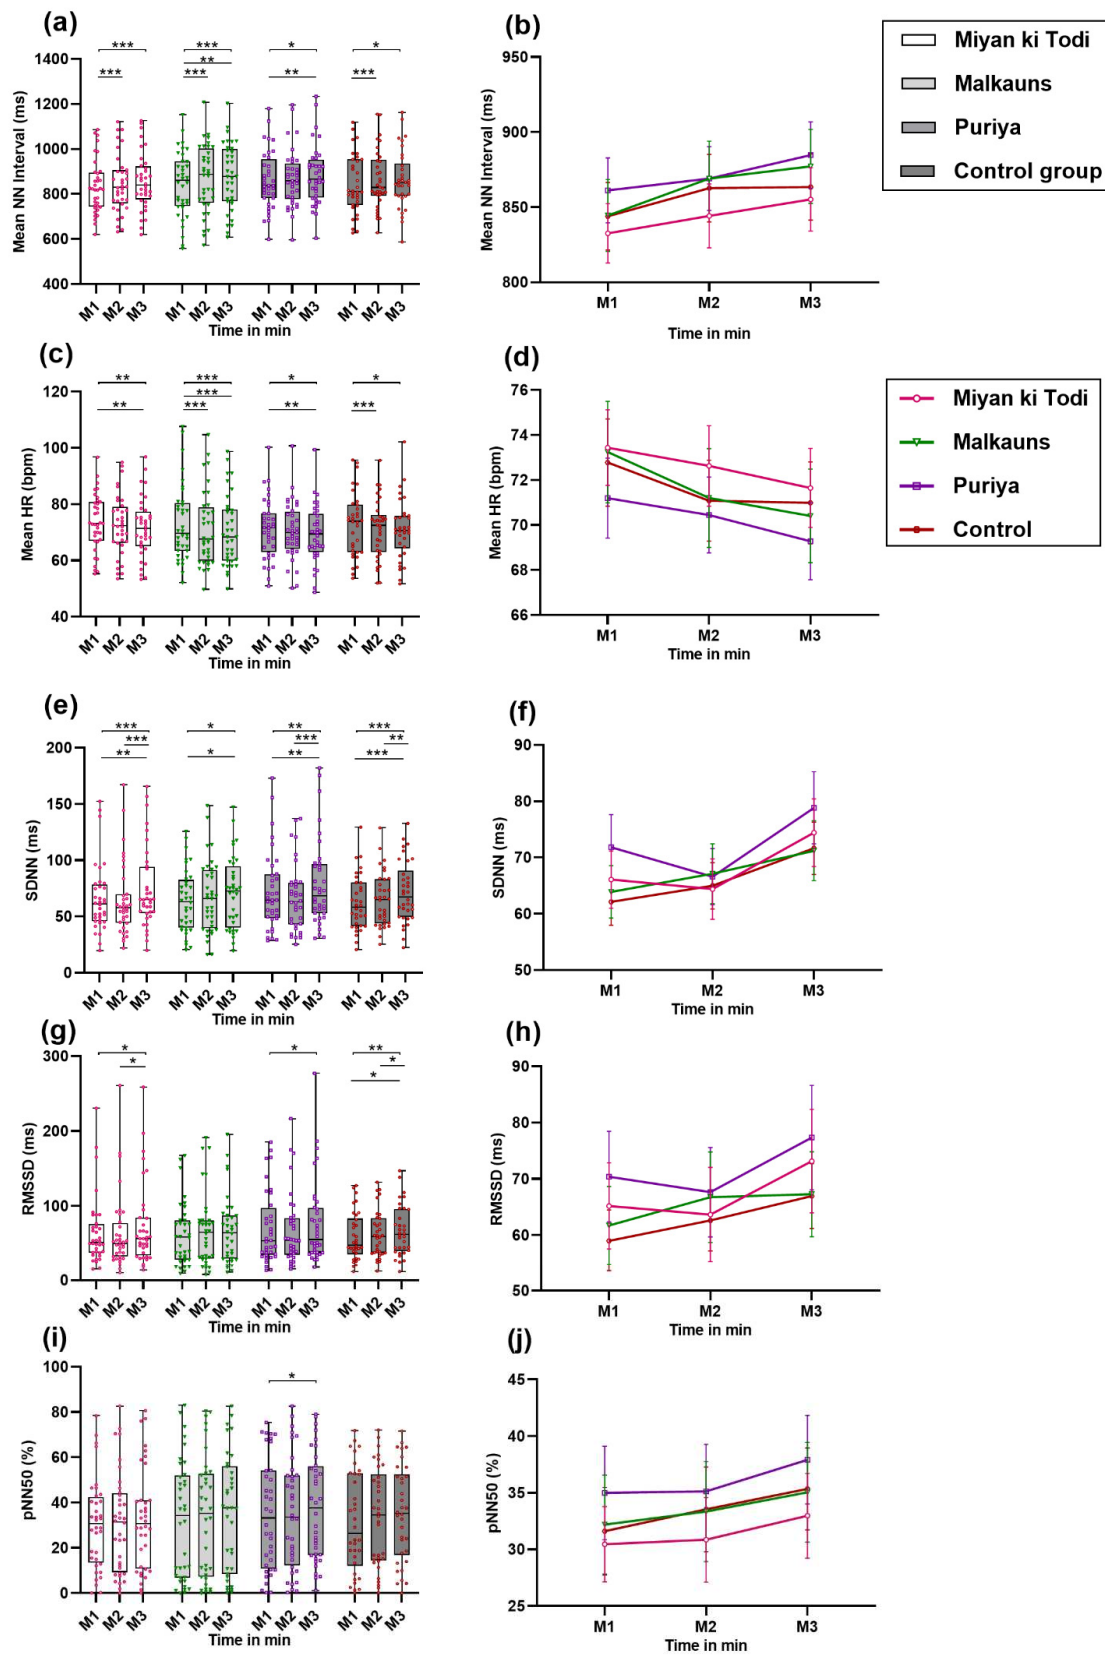 (a)
*** *** * *
**
*** *** ** ***
1400
1200
1000
800
600
400
Mean NN Interval (ms)
M1 M2 M3 M1 M2 M3 M1 M2 M3 M1 M2 M3
Time in min
(b)
950
900
850
800
Mean NN Interval (ms)
M1 M2 M3
Time in min
Miyan ki Todi
Malkauns
Puriya
Control group
(c)
** *** * *
***
** *** ** ***
120
100
80
60
40
Mean HR (bpm)
M1 M2 M3 M1 M2 M3 M1 M2 M3 M1 M2 M3
Time in min
(d)
76
74
72
70
68
66
Mean HR (bpm)
M1 M2 M3
Time in min
Miyan ki Todi
Malkauns
Puriya
Control
(e)
*** * ** ***
*** *** **
** * ** ***
200
150
100
50
0
SDNN (ms)
M1 M2 M3 M1 M2 M3 M1 M2 M3 M1 M2 M3
Time in min
(f)
90
80
70
60
50
SDNN (ms)
M1 M2 M3
Time in min
(g)
* * **
* *
*
300
200
100
0
RMSSD (ms)
M1 M2 M3 M1 M2 M3 M1 M2 M3 M1 M2 M3
Time in min
(h)
90
80
70
60
50
RMSSD (ms)
M1 M2 M3
Time in min
(i)
*
100
80
60
40
20
0
pNN50 (%)
M1 M2 M3 M1 M2 M3 M1 M2 M3 M1 M2 M3
Time in min
(j)
45
40
35
30
25
pNN50 (%)
M1 M2 M3
Time in min